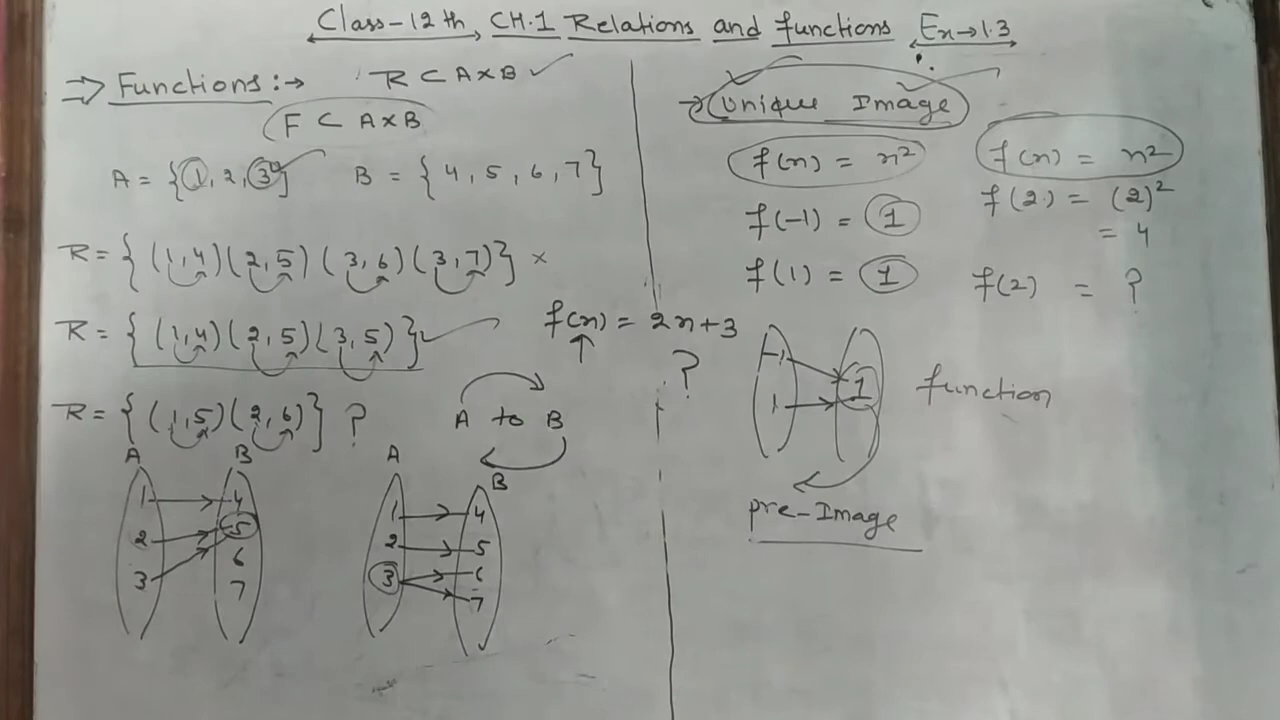 Class-12th, CH.1 Relations and functions Ex→1.3
⇒ Functions:→ R ⊂ A×B ✓
F ⊂ A×B
A = {1, 2, 3} B = {4, 5, 6, 7}
R = {(1,4)(2,5)(3,6)(3,7)} ×
R = {(1,4)(2,5)(3,5)} ✓
f(n) = 2n+3
?
R = {(1,5)(2,6)} ?
A to B
A B
1 4
2 5
3 6
7
A B
1 4
2 5
3 6
7
→ Unique Image
f(n) = n²
f(-1) = 1
f(1) = 1
f(n) = n²
f(2) = (2)²
= 4
f(2) = ?
-1 1
1
function
pre-Image